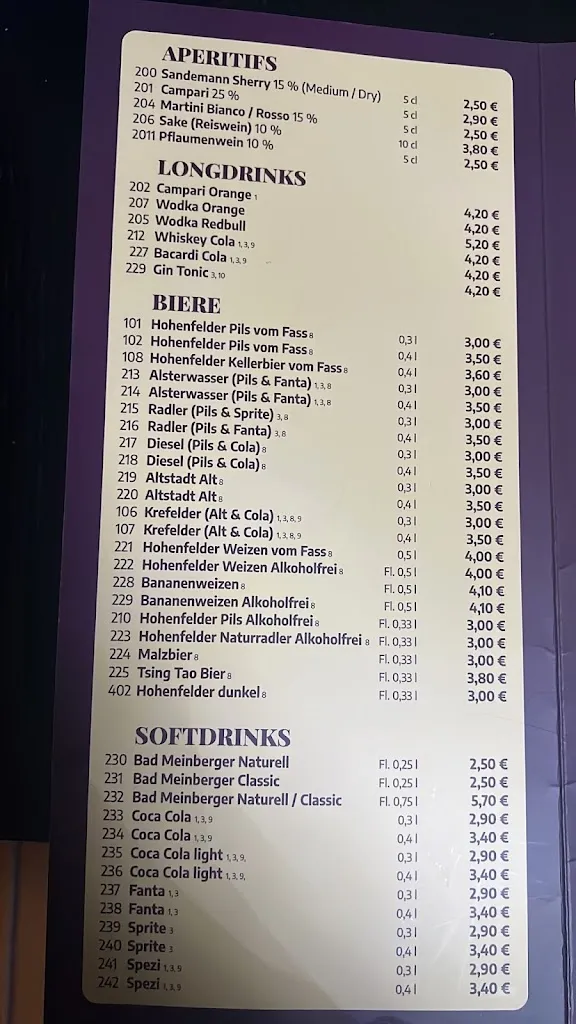 APERITIFS
200 Sandemann Sherry 15 % (Medium / Dry) 5 cl 2,50 €
201 Campari 25 % 5 cl 2,90 €
204 Martini Bianco / Rosso 15 % 5 cl 2,50 €
206 Sake (Reiswein) 10 % 10 cl 3,80 €
2011 Pflaumenwein 10 % 5 cl 2,50 €
LONGDRINKS
202 Campari Orange 1 4,20 €
207 Wodka Orange 4,20 €
205 Wodka Redbull 5,20 €
212 Whiskey Cola 1, 3, 9 4,20 €
227 Bacardi Cola 1, 3, 9 4,20 €
229 Gin Tonic 3, 10 4,20 €
BIERE
101 Hohenfelder Pils vom Fass 8 0,3 l 3,00 €
102 Hohenfelder Pils vom Fass 8 0,4 l 3,50 €
108 Hohenfelder Kellerbier vom Fass 8 0,4 l 3,60 €
213 Alsterwasser (Pils & Fanta) 1, 3, 8 0,3 l 3,00 €
214 Alsterwasser (Pils & Fanta) 1, 3, 8 0,4 l 3,50 €
215 Radler (Pils & Sprite) 3, 8 0,3 l 3,00 €
216 Radler (Pils & Fanta) 3, 8 0,4 l 3,50 €
217 Diesel (Pils & Cola) 8 0,3 l 3,00 €
218 Diesel (Pils & Cola) 8 0,4 l 3,50 €
219 Altstadt Alt 8 0,3 l 3,00 €
220 Altstadt Alt 8 0,4 l 3,50 €
106 Krefelder (Alt & Cola) 1, 3, 8, 9 0,3 l 3,00 €
107 Krefelder (Alt & Cola) 1, 3, 8, 9 0,4 l 3,50 €
221 Hohenfelder Weizen vom Fass 8 0,5 l 4,00 €
222 Hohenfelder Weizen Alkoholfrei 8 Fl. 0,5 l 4,00 €
228 Bananenweizen 8 Fl. 0,5 l 4,10 €
229 Bananenweizen Alkoholfrei 8 Fl. 0,5 l 4,10 €
210 Hohenfelder Pils Alkoholfrei 8 Fl. 0,33 l 3,00 €
223 Hohenfelder Naturradler Alkoholfrei 8 Fl. 0,33 l 3,00 €
224 Malzbier 8 Fl. 0,33 l 3,00 €
225 Tsing Tao Bier 8 Fl. 0,33 l 3,80 €
402 Hohenfelder dunkel 8 Fl. 0,33 l 3,00 €
SOFTDRINKS
230 Bad Meinberger Naturell Fl. 0,25 l 2,50 €
231 Bad Meinberger Classic Fl. 0,25 l 2,50 €
232 Bad Meinberger Naturell / Classic Fl. 0,75 l 5,70 €
233 Coca Cola 1, 3, 9 0,3 l 2,90 €
234 Coca Cola 1, 3, 9 0,4 l 3,40 €
235 Coca Cola light 1, 3, 9, 0,3 l 2,90 €
236 Coca Cola light 1, 3, 9, 0,4 l 3,40 €
237 Fanta 1, 3 0,3 l 2,90 €
238 Fanta 1, 3 0,4 l 3,40 €
239 Sprite 3 0,3 l 2,90 €
240 Sprite 3 0,4 l 3,40 €
241 Spezi 1, 3, 9 0,3 l 2,90 €
242 Spezi 1, 3, 9 0,4 l 3,40 €